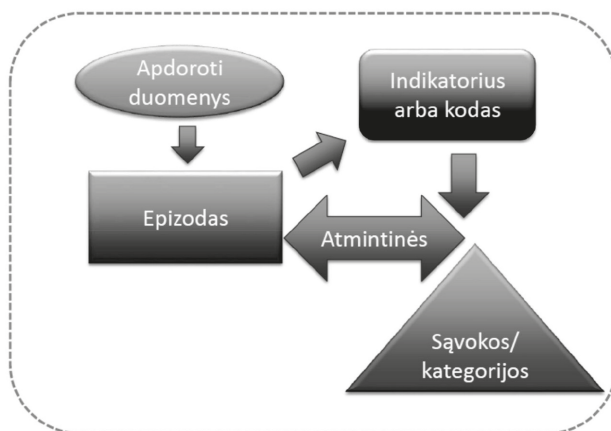 Apdoroti
duomenys
Indikatorius
arba kodas
Epizodas
Atmintinės
Sąvokos/
kategorijos